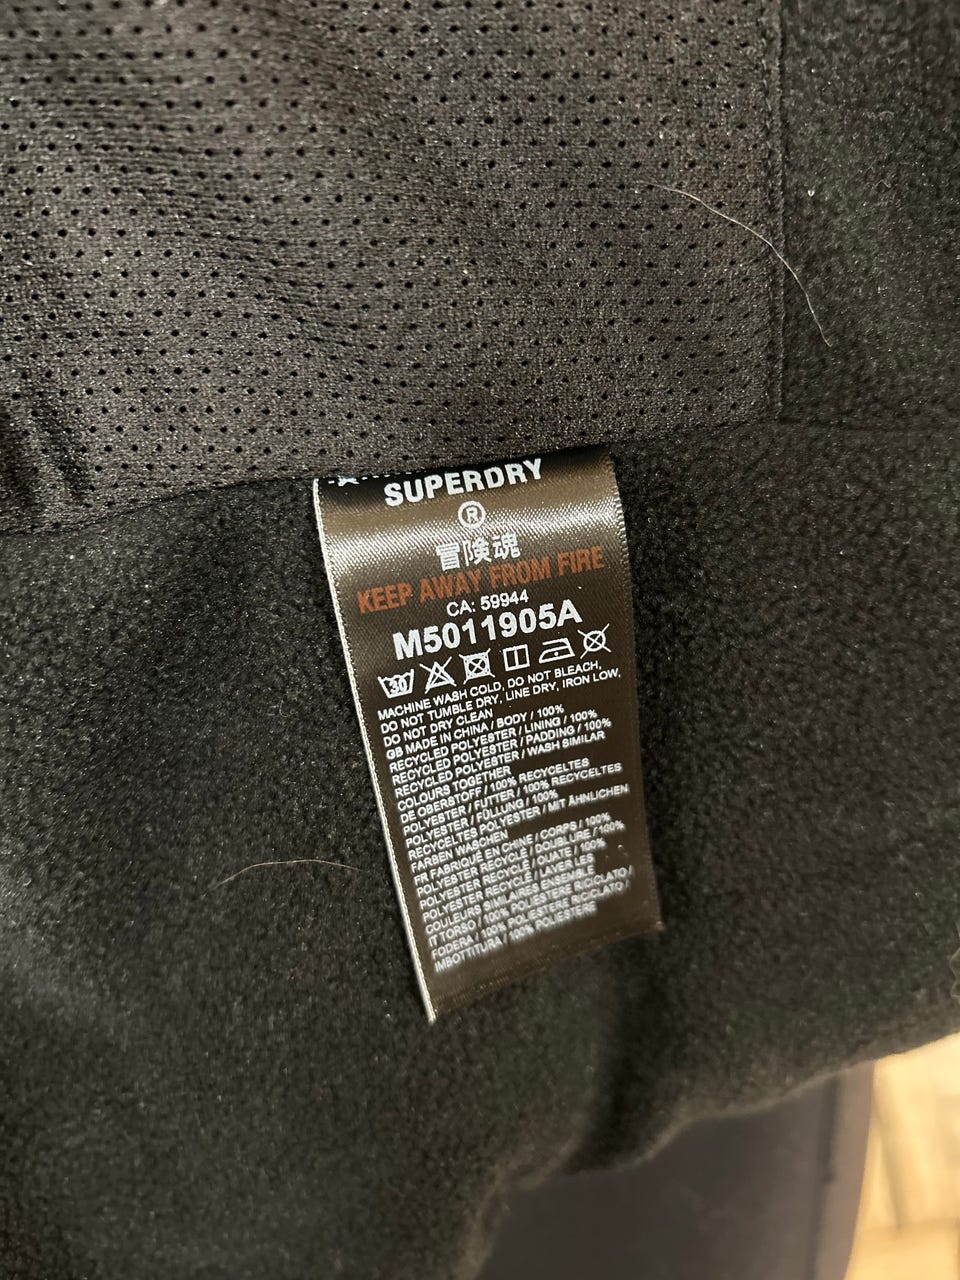 SUPERDRY
®
冒険魂
KEEP AWAY FROM FIRE
CA: 59944
M5011905A
30
MACHINE WASH COLD, DO NOT BLEACH,
DO NOT TUMBLE DRY, LINE DRY, IRON LOW,
DO NOT DRY CLEAN
GB MADE IN CHINA / BODY / 100%
RECYCLED POLYESTER / LINING / 100%
RECYCLED POLYESTER / PADDING / 100%
RECYCLED POLYESTER / WASH SIMILAR
COLOURS TOGETHER
DE OBERSTOFF / 100% RECYCELTES
POLYESTER / FUTTER / 100% RECYCELTES
POLYESTER / FÜLLUNG / 100%
RECYCELTES POLYESTER / MIT ÄHNLICHEN
FARBEN WASCHEN
FR FABRIQUÉ EN CHINE / CORPS / 100%
POLYESTER RECYCLÉ / DOUBLURE / 100%
POLYESTER RECYCLÉ / OUATE / 100%
POLYESTER RECYCLÉ / LAVER LES
COULEURS SIMILAIRES ENSEMBLE
IT TORSO / 100% POLIESTERE RICICLATO /
FODERA / 100% POLIESTERE RICICLATO /
IMBOTTITURA / 100% POLIESTERE